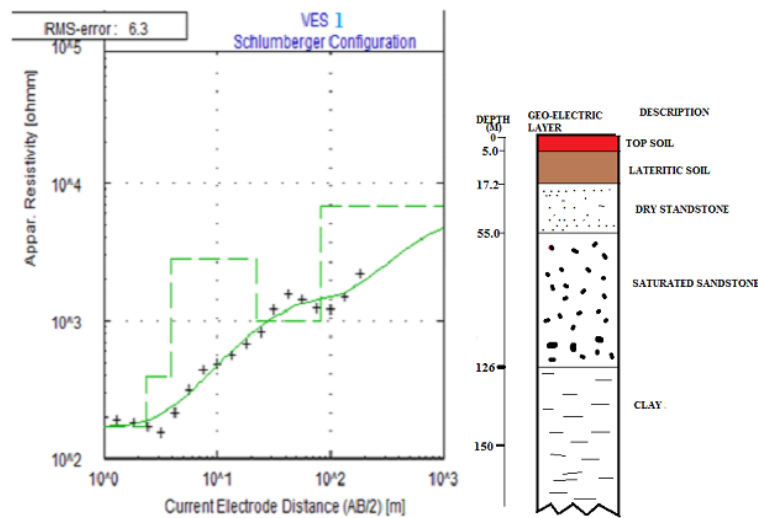 RMS-error: 6.3
VES 1
Schlumberger Configuration
Appar. Resistivity [ohmm]
10^5
10^4
10^3
10^2
10^0
10^1
10^2
10^3
Current Electrode Distance (AB/2) [m]
DEPTH (M)
GEO-ELECTRIC LAYER
DESCRIPTION
0
5.0
TOP SOIL
LATERITIC SOIL
17.2
DRY STANDSTONE
55.0
SATURATED SANDSTONE
126
CLAY
150